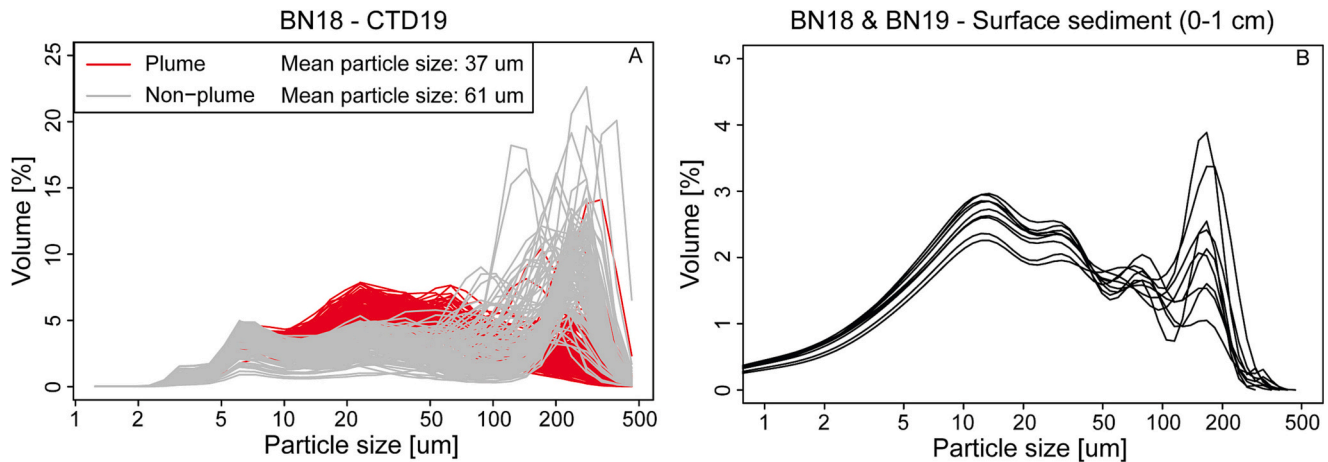 BN18 - CTD19
BN18 & BN19 - Surface sediment (0-1 cm)
A
Plume Mean particle size: 37 um
Non−plume Mean particle size: 61 um
Volume [%]
25
20
15
10
5
0
1 2 5 10 20 50 100 200 500
Particle size [um]
B
Volume [%]
5
4
3
2
1
0
1 2 5 10 20 50 100 200 500
Particle size [um]